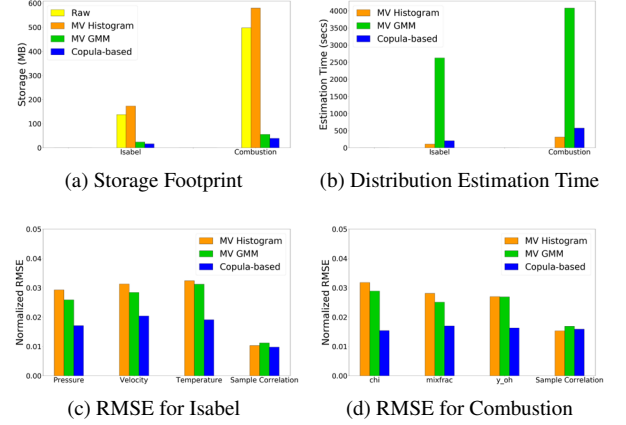 600
500
400
300
200
100
0
Storage (MB)
Raw
MV Histogram
MV GMM
Copula-based
Isabel
Combustion
(a) Storage Footprint
4000
3500
3000
2500
2000
1500
1000
500
0
Estimation Time (secs)
MV Histogram
MV GMM
Copula-based
Isabel
Combustion
(b) Distribution Estimation Time
0.05
0.04
0.03
0.02
0.01
0.00
Normalized RMSE
MV Histogram
MV GMM
Copula-based
Pressure
Velocity
Temperature
Sample Correlation
(c) RMSE for Isabel
0.05
0.04
0.03
0.02
0.01
0.00
Normalized RMSE
MV Histogram
MV GMM
Copula-based
chi
mixfrac
y_oh
Sample Correlation
(d) RMSE for Combustion